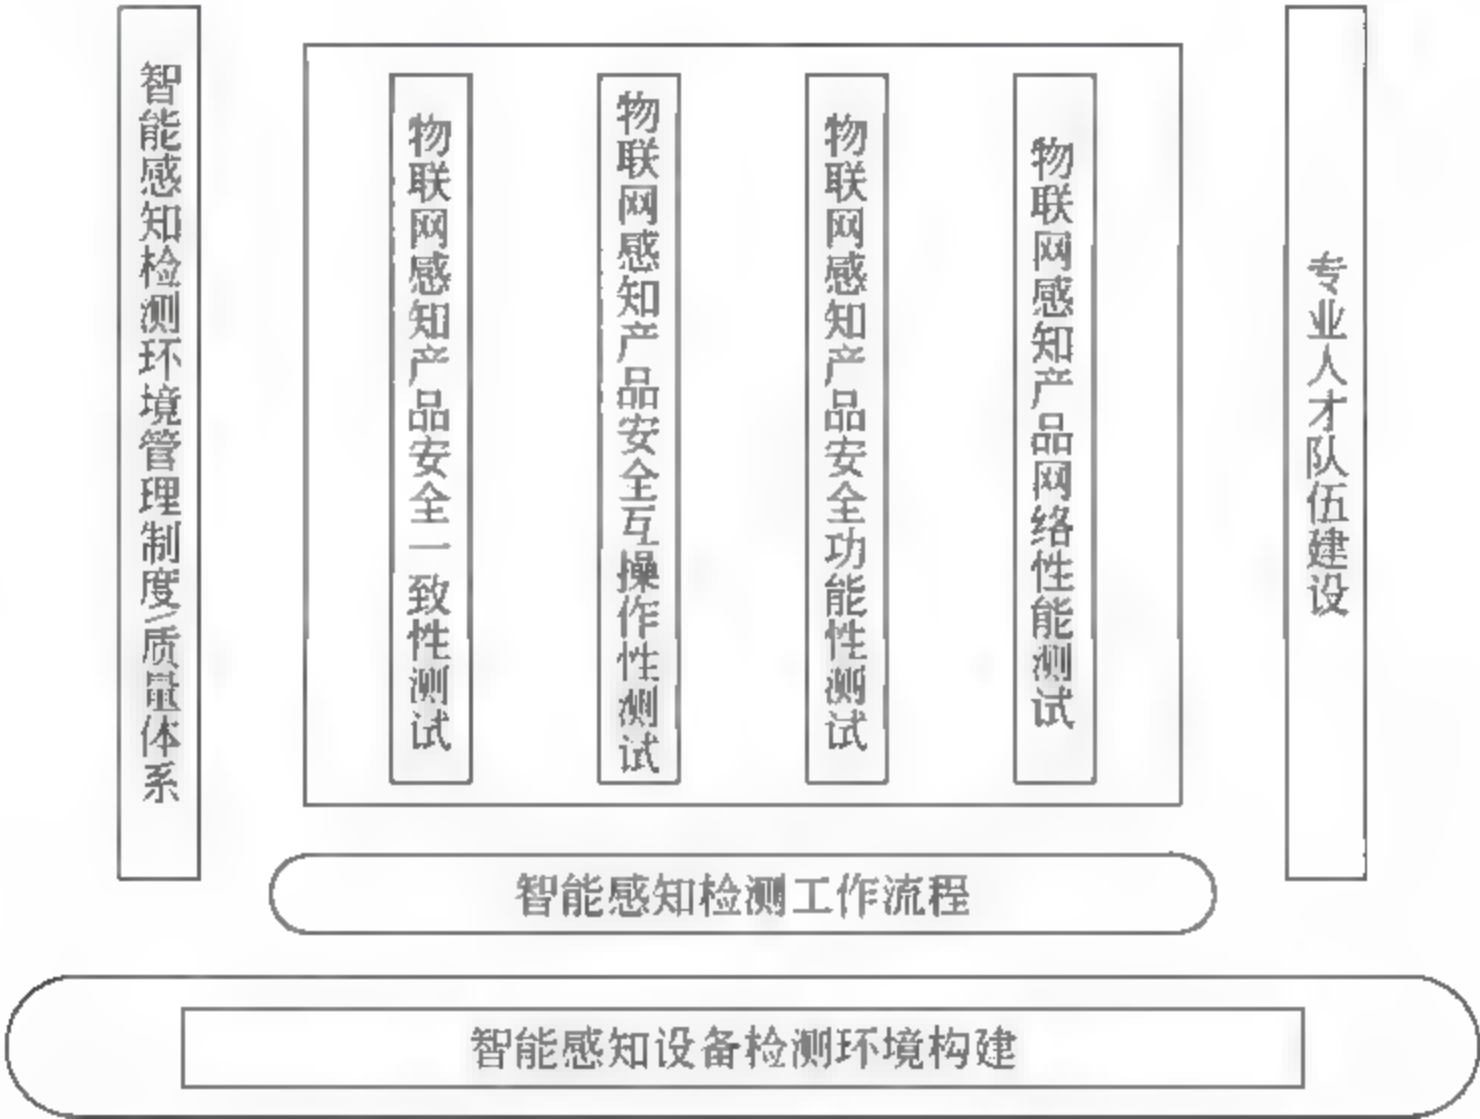 智能感知检测环境管理制度/质量体系
物联网感知产品安全一致性测试
物联网感知产品安全互操作性测试
物联网感知产品安全功能性测试
物联网感知产品网络性能测试
专业人才队伍建设
智能感知检测工作流程
智能感知设备检测环境构建